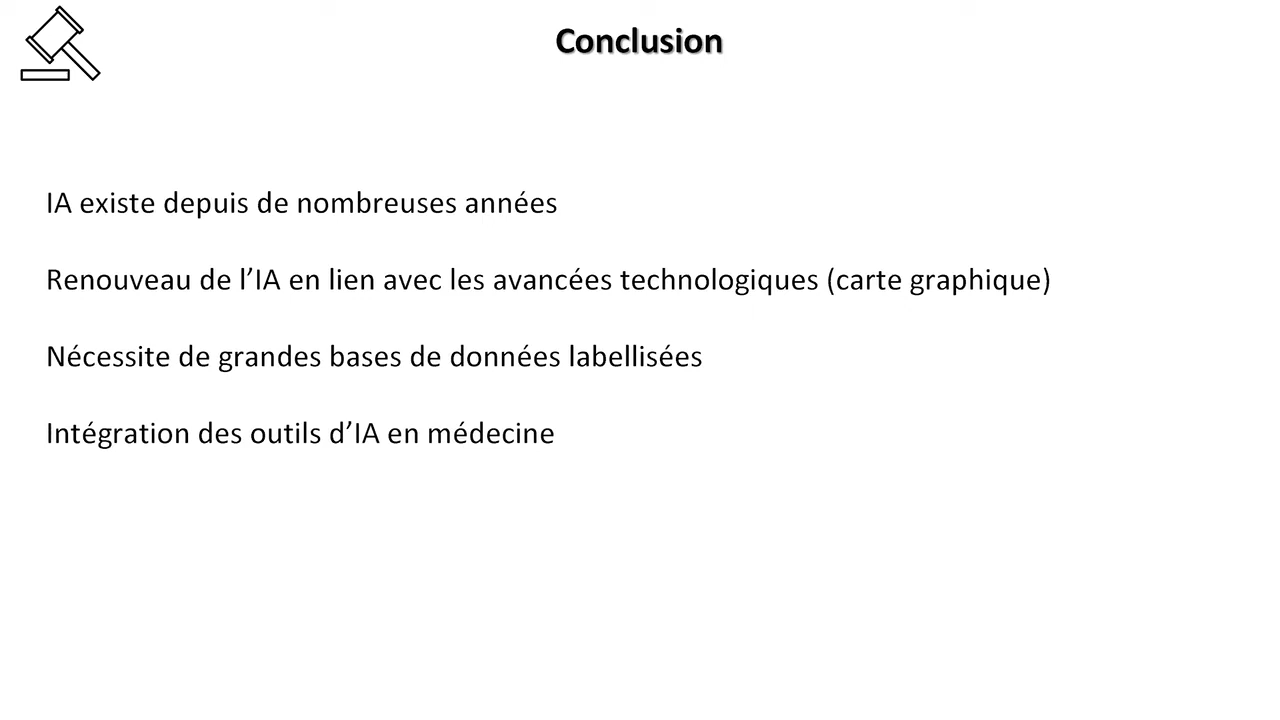 Conclusion
IA existe depuis de nombreuses années
Renouveau de l’IA en lien avec les avancées technologiques (carte graphique)
Nécessite de grandes bases de données labellisées
Intégration des outils d’IA en médecine